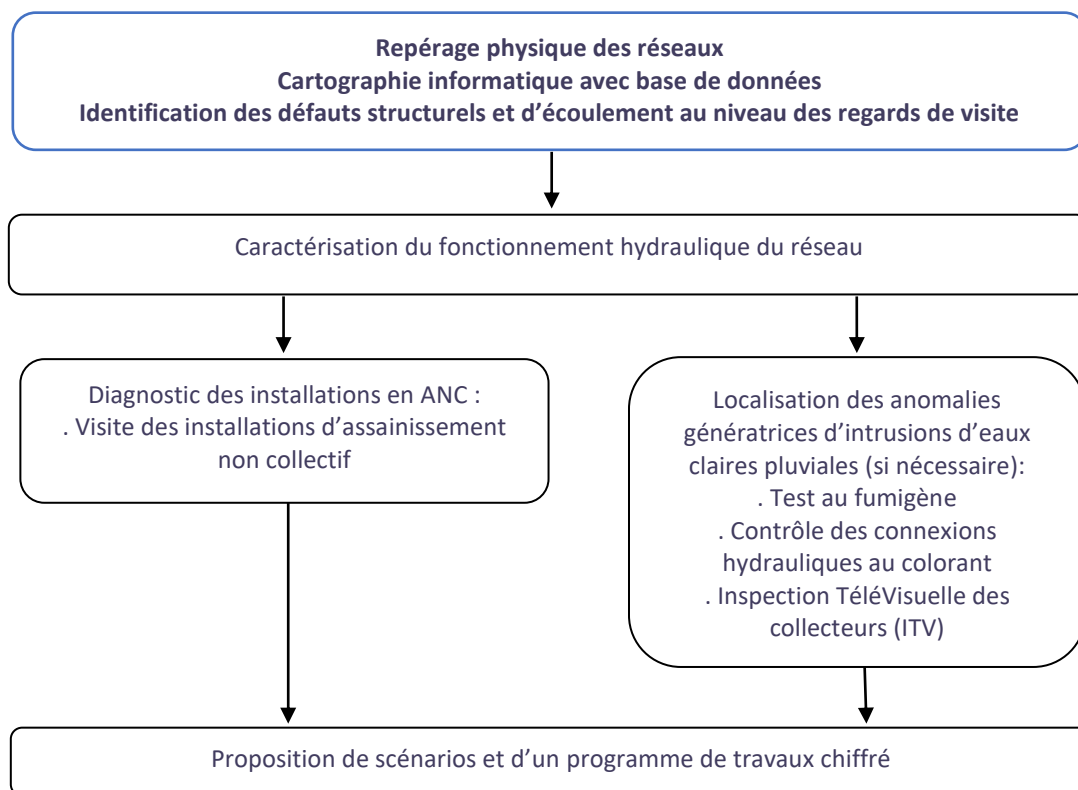 Repérage physique des réseaux
Cartographie informatique avec base de données
Identification des défauts structurels et d'écoulement au niveau des regards de visite
Caractérisation du fonctionnement hydraulique du réseau
Diagnostic des installations en ANC :
. Visite des installations d'assainissement
non collectif
Localisation des anomalies
génératrices d'intrusions d'eaux
claires pluviales (si nécessaire):
. Test au fumigène
. Contrôle des connexions
hydrauliques au colorant
. Inspection TéléVisuelle des
collecteurs (ITV)
Proposition de scénarios et d'un programme de travaux chiffré